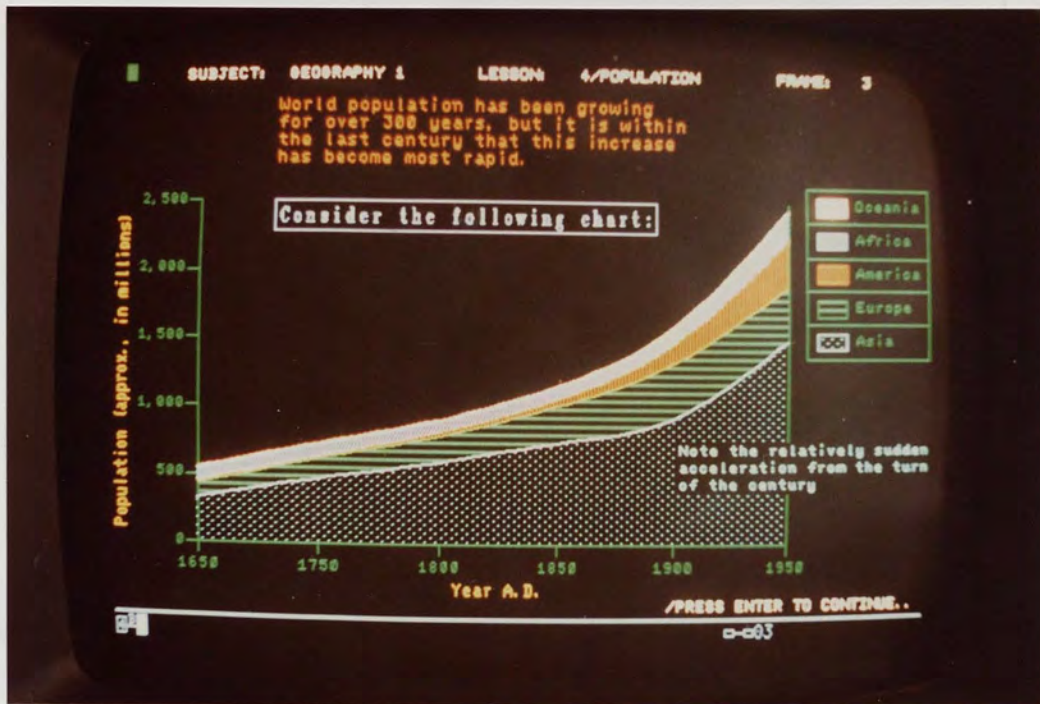 SUBJECT: GEOGRAPHY 1 LESSON: 4/POPULATION FRAME: 3
World population has been growing
for over 300 years, but it is within
the last century that this increase
has become most rapid.
Consider the following chart:
Population (approx., in millions)
2,500
2,000
1,500
1,000
500
0
1650 1750 1800 1850 1900 1950
Year A.D.
Oceania
Africa
America
Europe
Asia
Note the relatively sudden
acceleration from the turn
of the century
/PRESS ENTER TO CONTINUE..
03